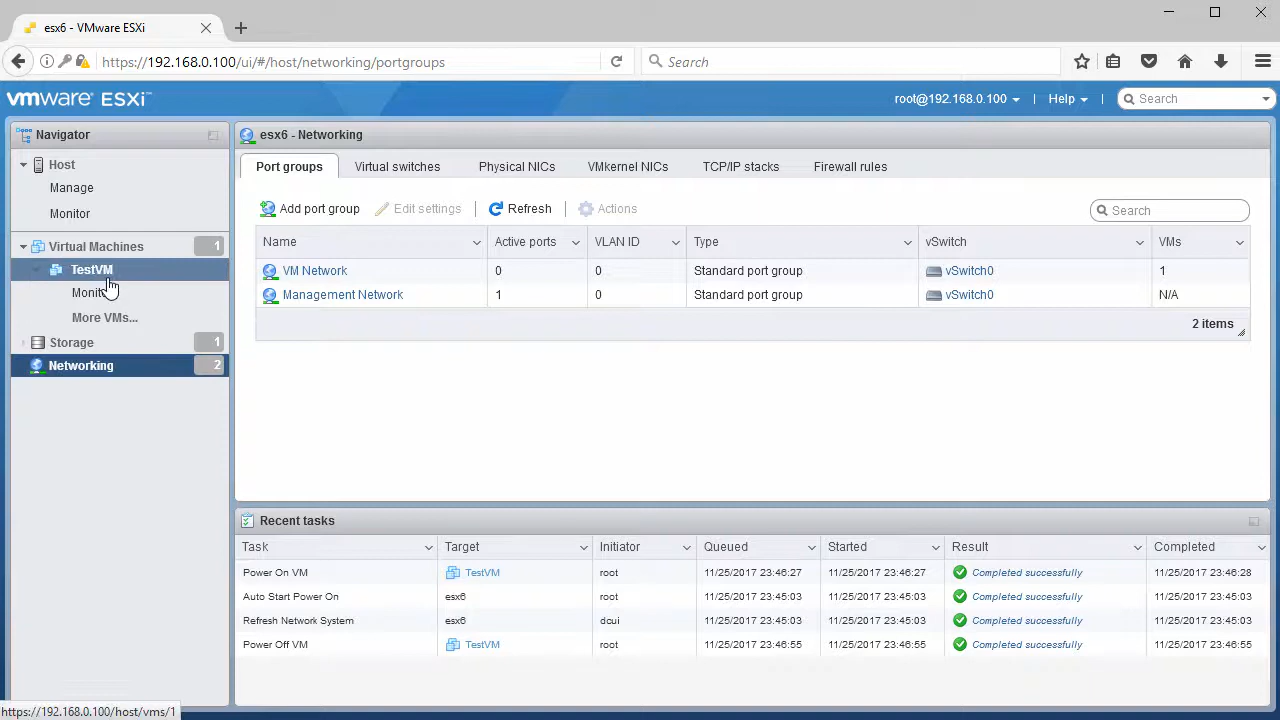 esx6 - VMware ESXi
https://192.168.0.100/ui/#/host/networking/portgroups
Search
vmware ESXi™
root@192.168.0.100
Help
Search
Navigator
Host
Manage
Monitor
Virtual Machines 1
TestVM
Monit
More VMs...
Storage 1
Networking 2
esx6 - Networking
Port groups Virtual switches Physical NICs VMkernel NICs TCP/IP stacks Firewall rules
Add port group Edit settings Refresh Actions Search
Name Active ports VLAN ID Type vSwitch VMs
VM Network 0 0 Standard port group vSwitch0 1
Management Network 1 0 Standard port group vSwitch0 N/A
2 items
Recent tasks
Task Target Initiator Queued Started Result Completed
Power On VM TestVM root 11/25/2017 23:46:27 11/25/2017 23:46:27 Completed successfully 11/25/2017 23:46:28
Auto Start Power On esx6 root 11/25/2017 23:45:03 11/25/2017 23:45:03 Completed successfully 11/25/2017 23:45:03
Refresh Network System esx6 dcui 11/25/2017 23:45:03 11/25/2017 23:45:03 Completed successfully 11/25/2017 23:45:03
Power Off VM TestVM root 11/25/2017 23:46:55 11/25/2017 23:46:55 Completed successfully 11/25/2017 23:46:55
https://192.168.0.100/host/vms/1